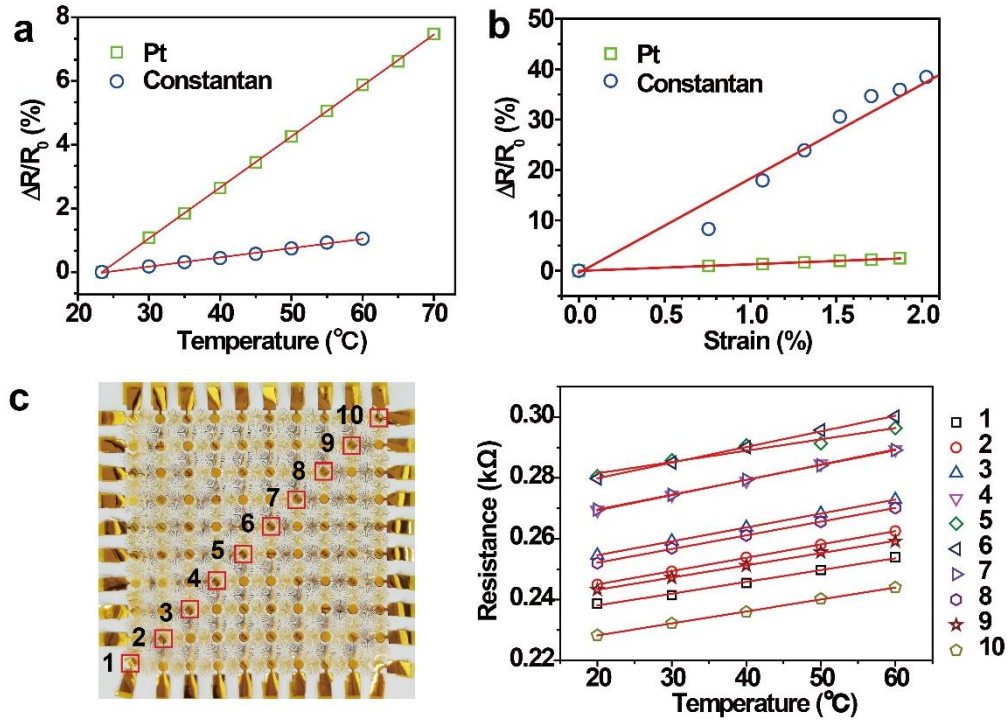 a
8
6
4
2
0
ΔR/R0 (%)
Pt
Constantan
20 30 40 50 60 70
Temperature (°C)
b
50
40
30
20
10
0
ΔR/R0 (%)
Pt
Constantan
0.0 0.5 1.0 1.5 2.0
Strain (%)
c
10
9
8
7
6
5
4
3
2
1
0.30
0.28
0.26
0.24
0.22
Resistance (kΩ)
20 30 40 50 60
Temperature (°C)
1
2
3
4
5
6
7
8
9
10